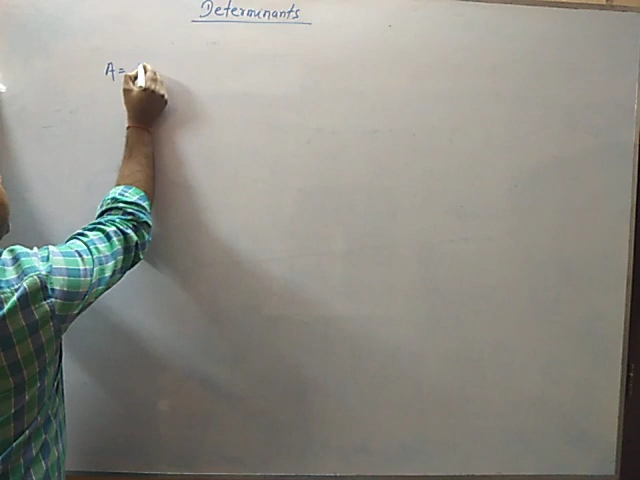 Determinants
A =